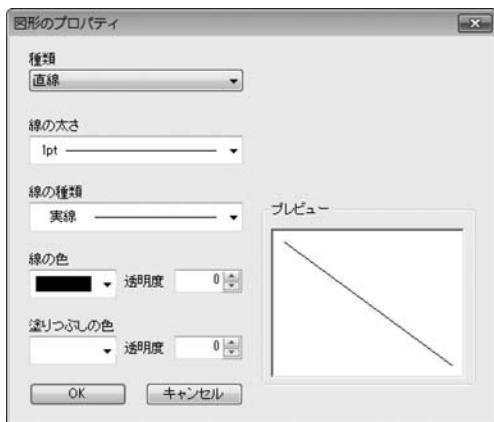 図形のプロパティ
種類
直線
線の太さ
1pt
線の種類
実線
プレビュー
線の色
透明度 0
塗りつぶしの色
透明度 0
OK キャンセル